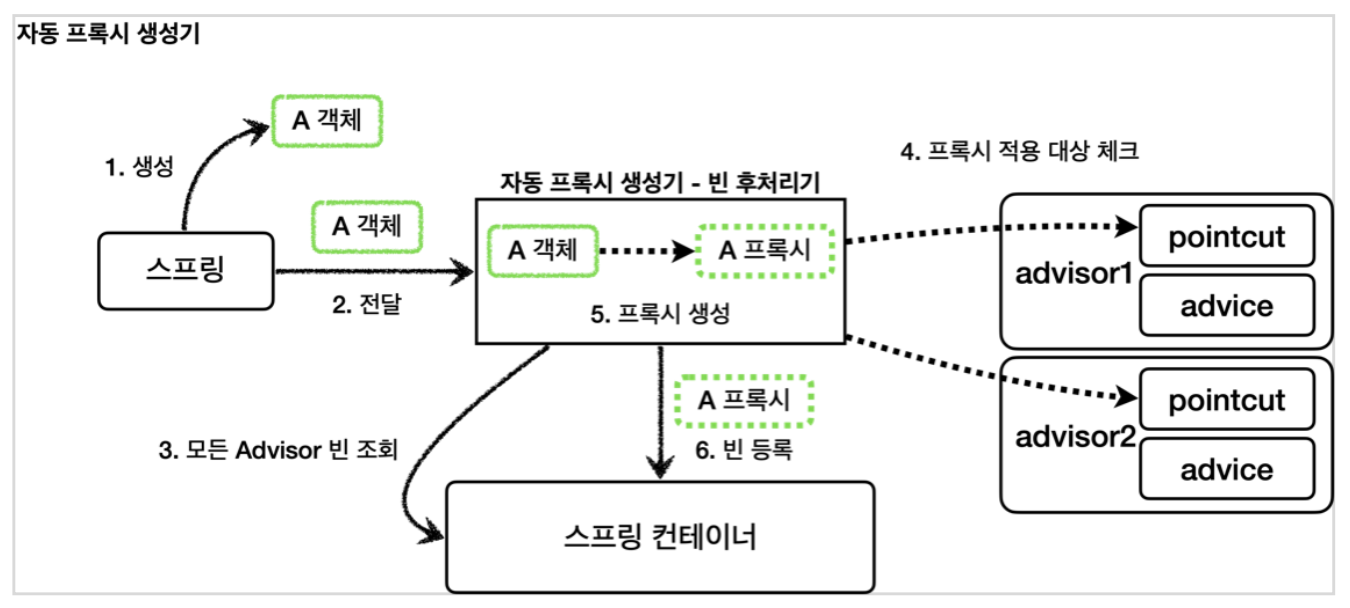 자동 프록시 생성기
A 객체
1. 생성
A 객체
스프링
2. 전달
자동 프록시 생성기 - 빈 후처리기
A 객체
A 프록시
5. 프록시 생성
4. 프록시 적용 대상 체크
advisor1
pointcut
advice
advisor2
pointcut
advice
3. 모든 Advisor 빈 조회
A 프록시
6. 빈 등록
스프링 컨테이너